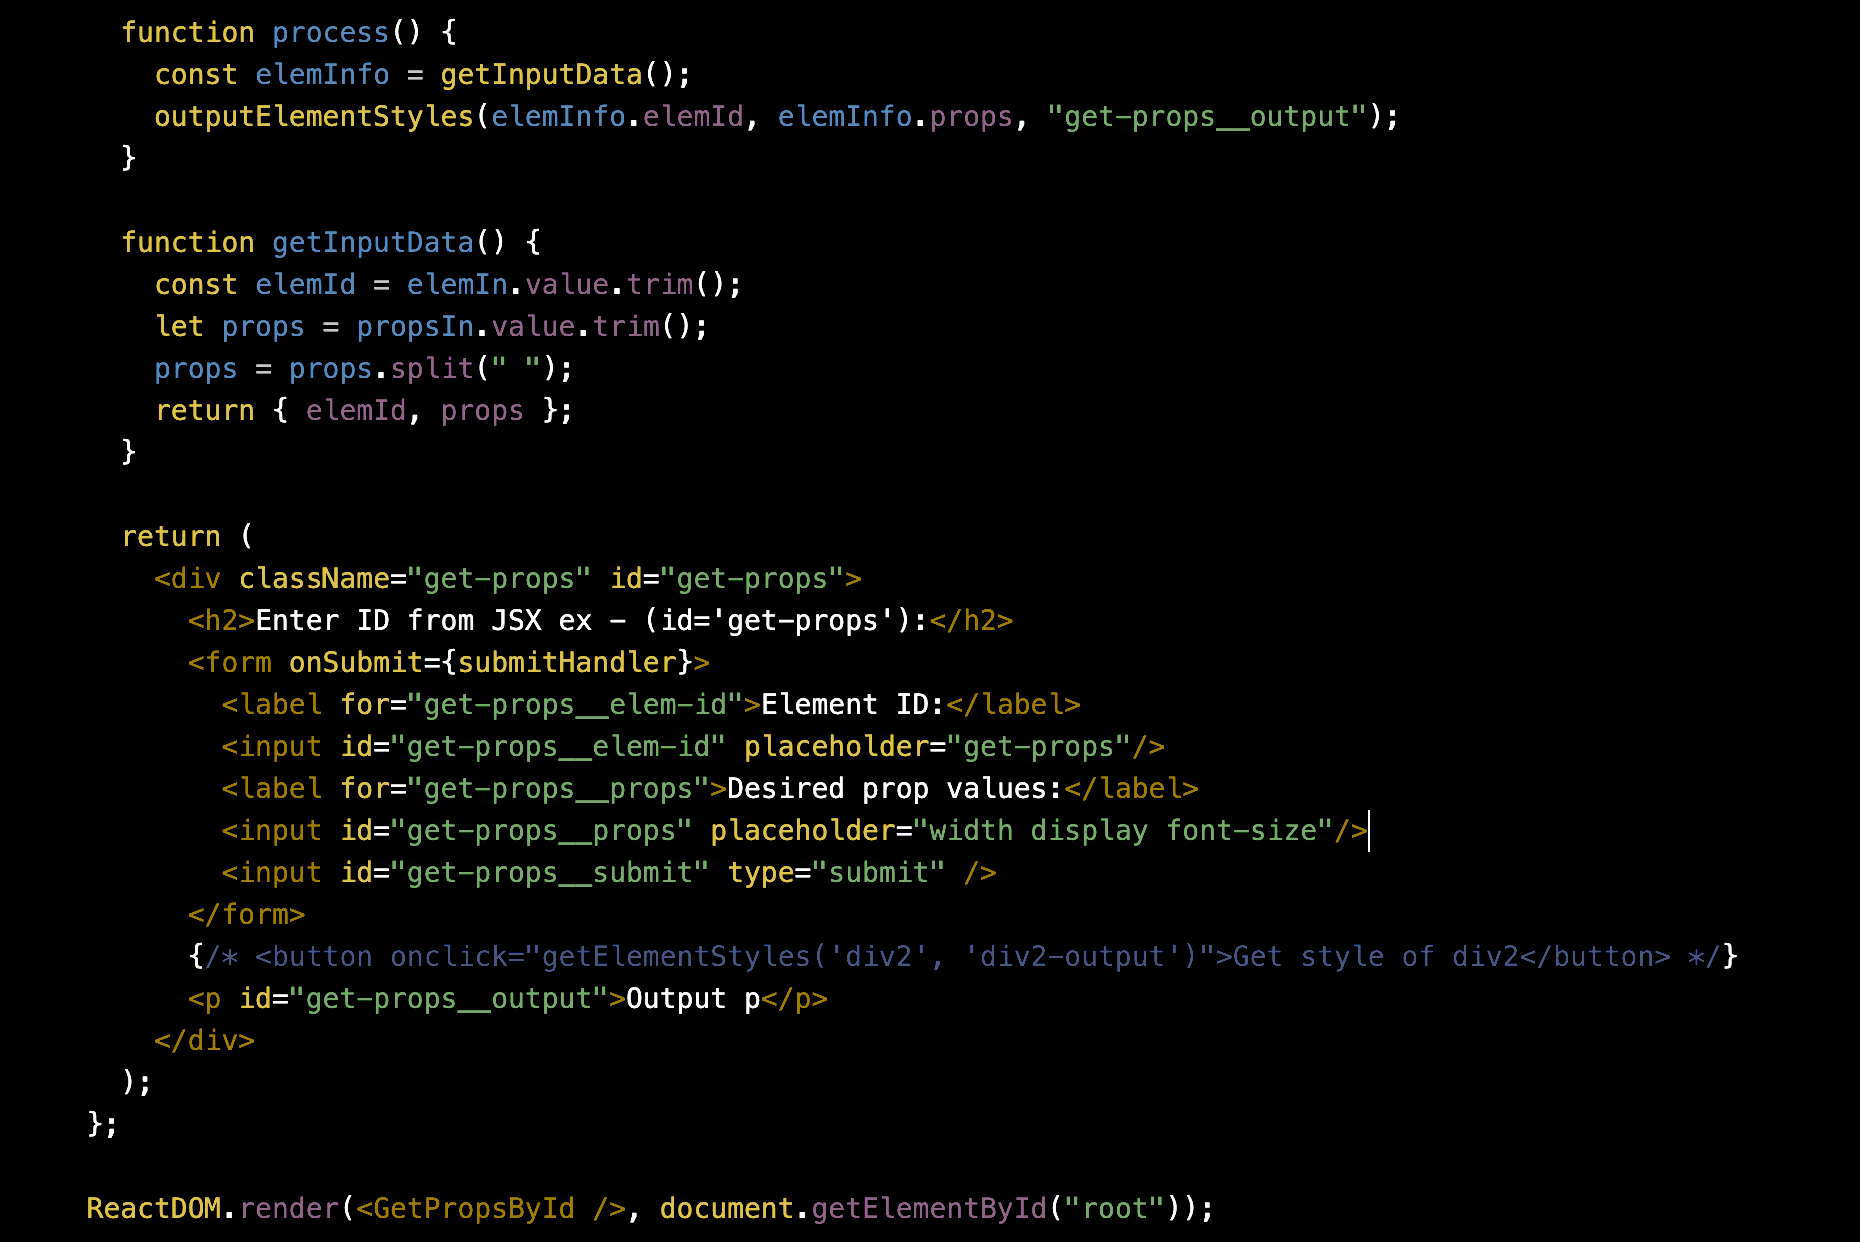 function process() {
const elemInfo = getInputData();
outputElementStyles(elemInfo.elemId, elemInfo.props, "get-props__output");
}
function getInputData() {
const elemId = elemIn.value.trim();
let props = propsIn.value.trim();
props = props.split(" ");
return { elemId, props };
}
return (
<div className="get-props" id="get-props">
<h2>Enter ID from JSX ex - (id='get-props'):</h2>
<form onSubmit={submitHandler}>
<label for="get-props__elem-id">Element ID:</label>
<input id="get-props__elem-id" placeholder="get-props"/>
<label for="get-props__props">Desired prop values:</label>
<input id="get-props__props" placeholder="width display font-size"/>
<input id="get-props__submit" type="submit" />
</form>
{/* <button onclick="getElementStyles('div2', 'div2-output')">Get style of div2</button> */}
<p id="get-props__output">Output p</p>
</div>
);
};
ReactDOM.render(<GetPropsById />, document.getElementById("root"));